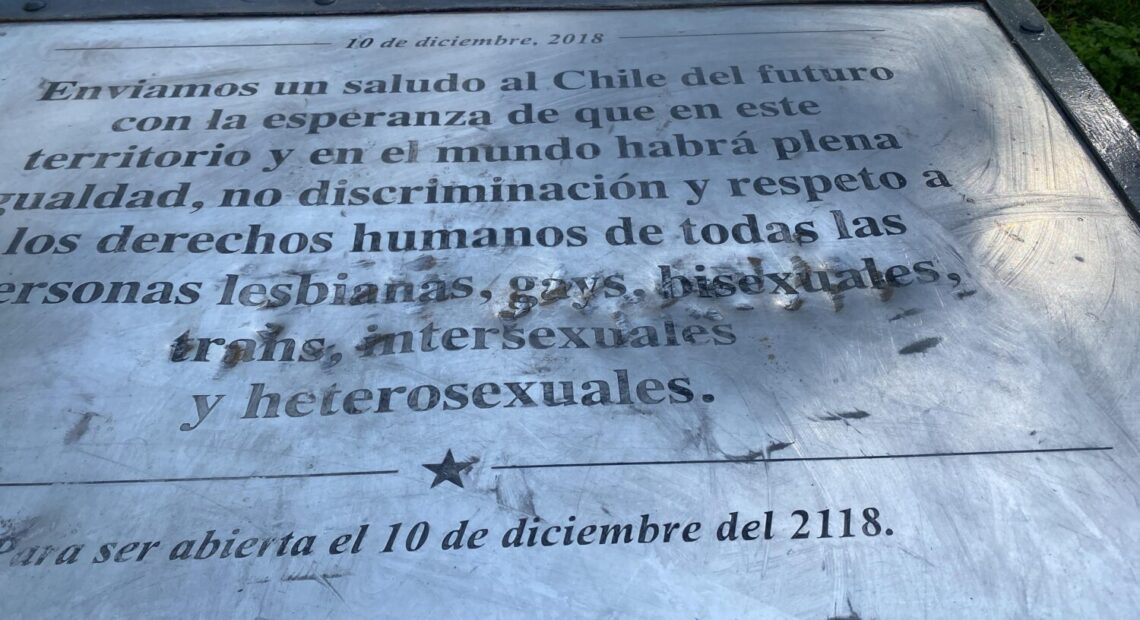 10 de diciembre, 2018
Enviamos un saludo al Chile del futuro
con la esperanza de que en este
territorio y en el mundo habrá plena
gualdad, no discriminación y respeto a
los derechos humanos de todas las
ersonas lesbianas, gays, bisexuales,
trans, intersexuales
y heterosexuales.
Para ser abierta el 10 de diciembre del 2118.